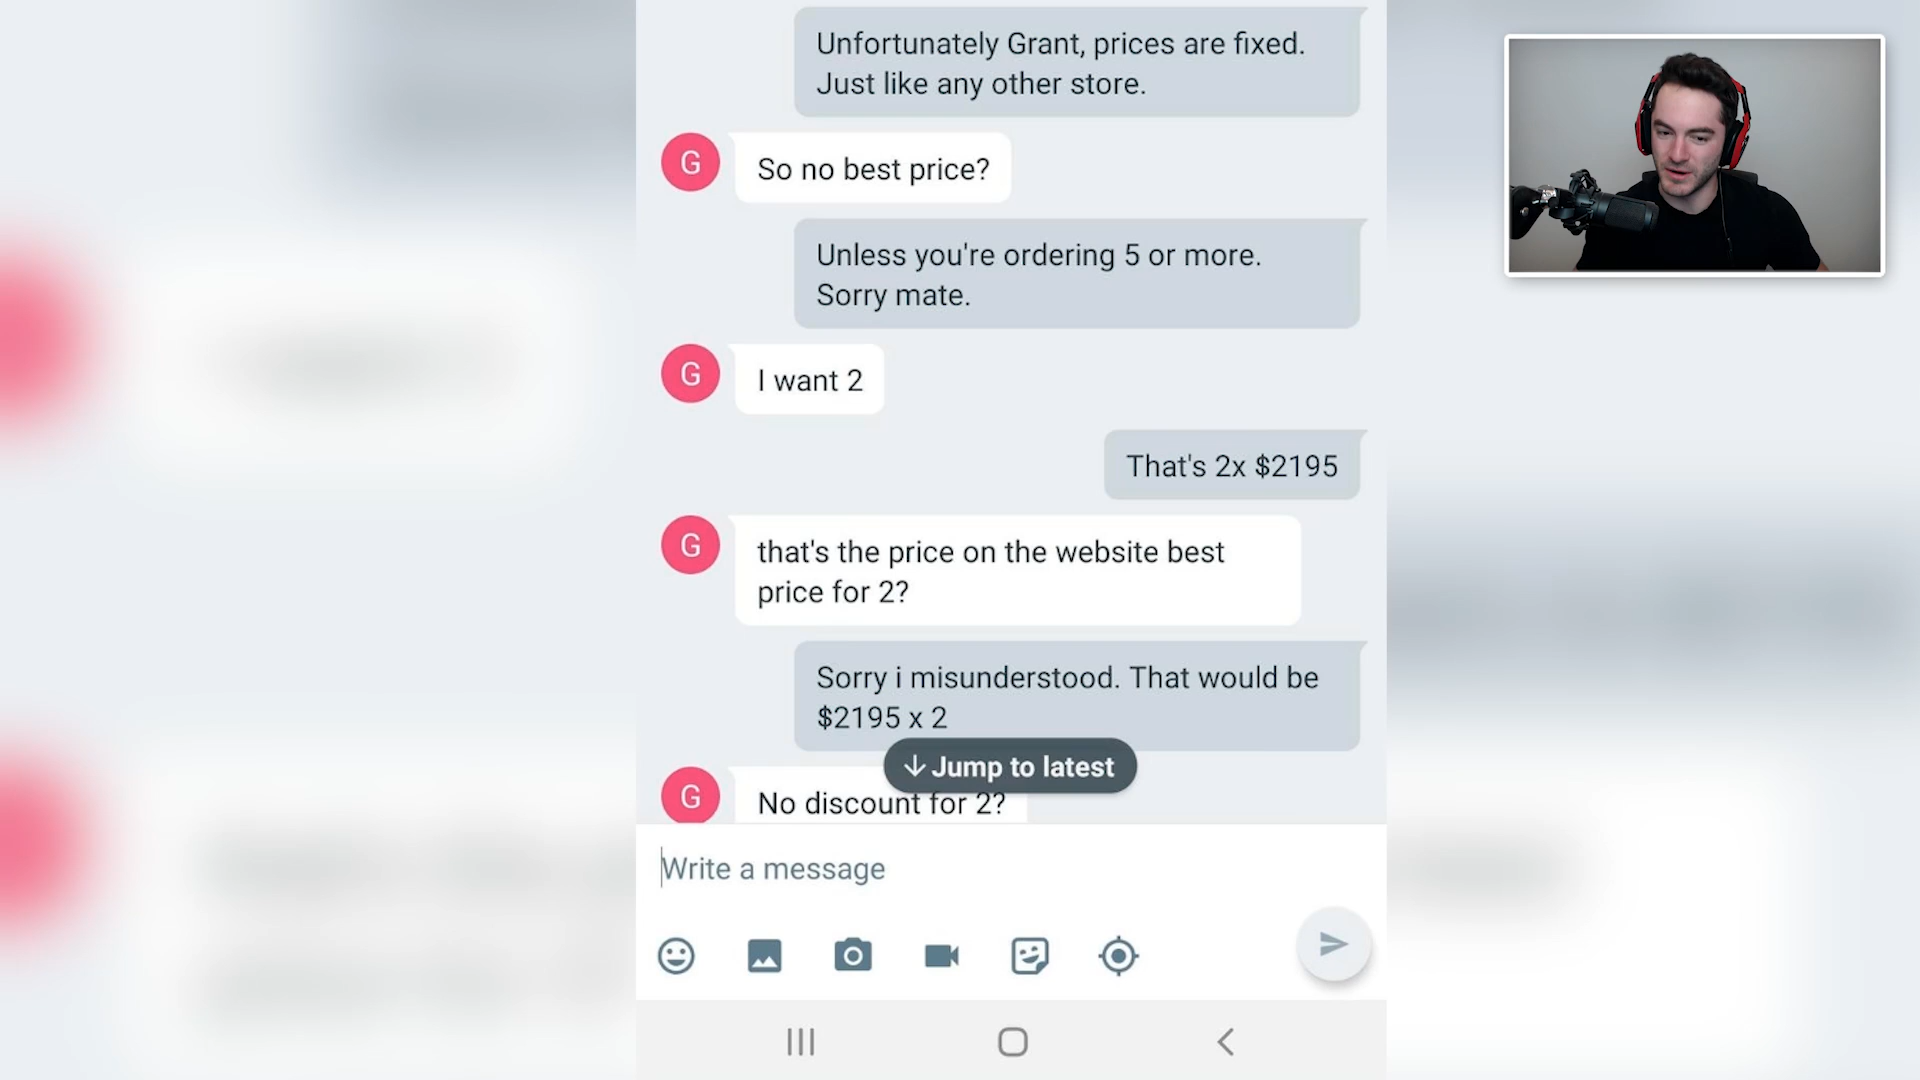 Unfortunately Grant, prices are fixed.
Just like any other store.
G
So no best price?
Unless you're ordering 5 or more.
Sorry mate.
G
I want 2
That's 2x $2195
G
that's the price on the website best
price for 2?
Sorry i misunderstood. That would be
$2195 x 2
Jump to latest
G
No discount for 2?
Write a message